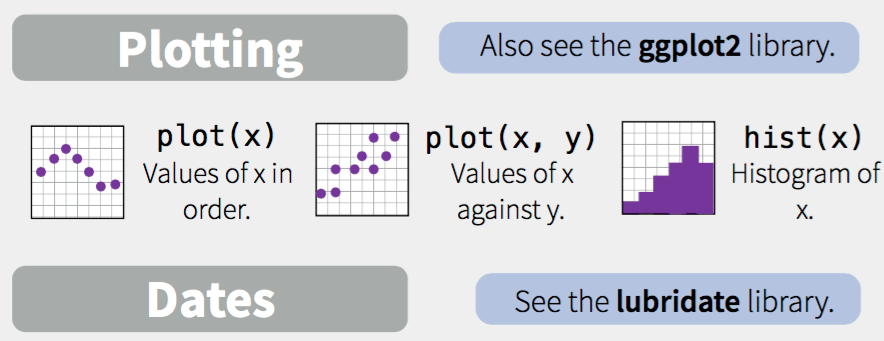 Plotting
Also see the ggplot2 library.
plot(x)
Values of x in
order.
plot(x, y)
Values of x
against y.
hist(x)
Histogram of
x.
Dates
See the lubridate library.